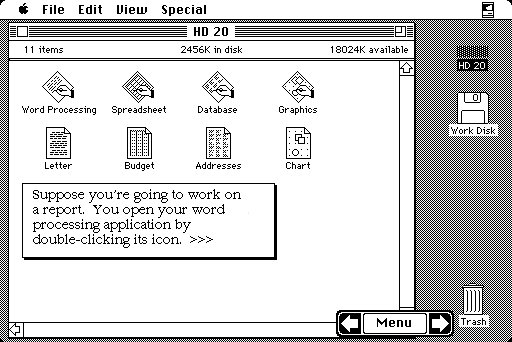 File Edit View Special
HD 20
11 items 2456K in disk 18024K available
Word Processing Spreadsheet Database Graphics
Letter Budget Addresses Chart
Suppose you're going to work on
a report. You open your word
processing application by
double-clicking its icon. >>>
HD 20
0
Work Disk
Trash
Menu